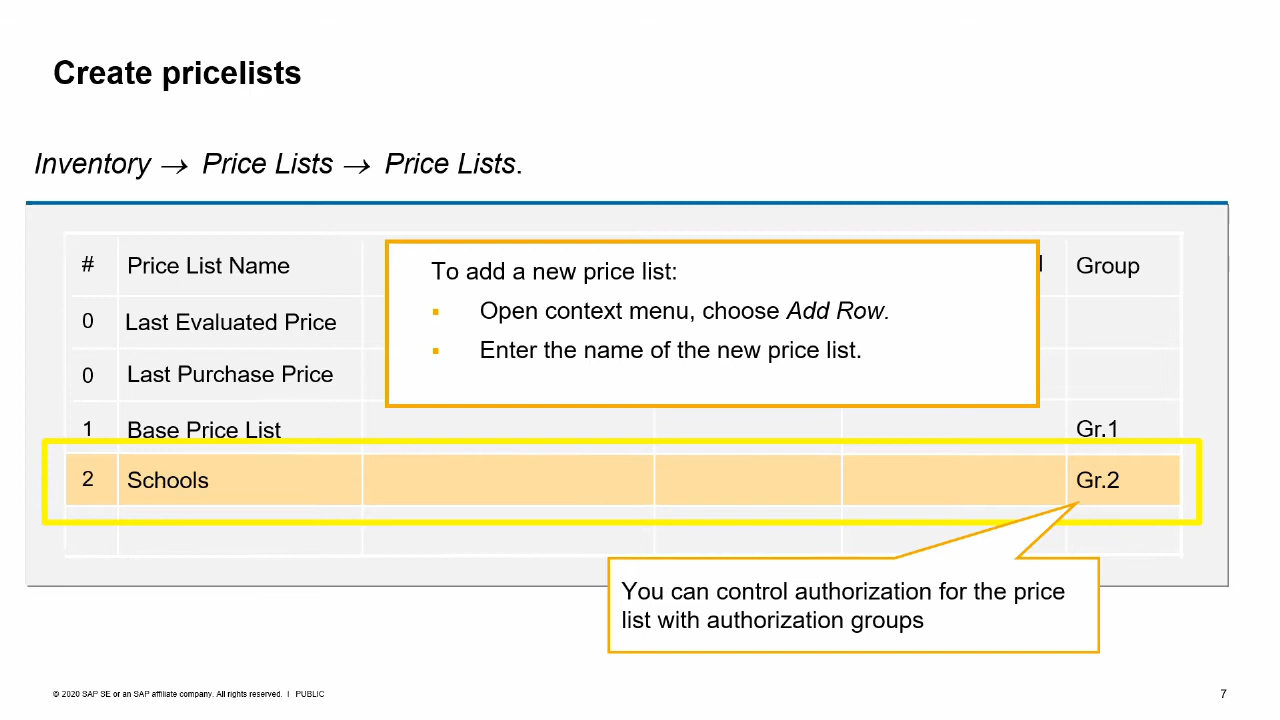 Create pricelists
Inventory → Price Lists → Price Lists.
# Price List Name Group
To add a new price list:
▪ Open context menu, choose Add Row.
▪ Enter the name of the new price list.
0 Last Evaluated Price
0 Last Purchase Price
1 Base Price List Gr.1
2 Schools Gr.2
You can control authorization for the price
list with authorization groups
© 2020 SAP SE or an SAP affiliate company. All rights reserved. I PUBLIC
7